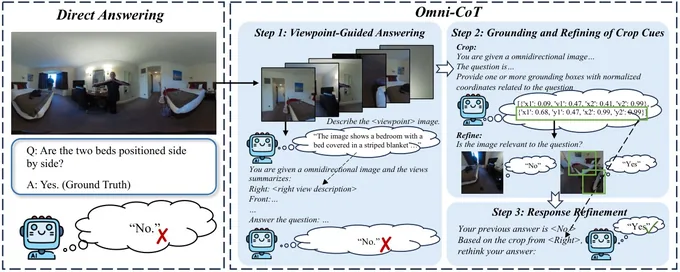 Direct Answering
Q: Are the two beds positioned side
by side?
A: Yes. (Ground Truth)
AI
“No.”
Omni-CoT
Step 1: Viewpoint-Guided Answering
Describe the <viewpoint> image.
“The image shows a bedroom with a
bed covered in a striped blanket…”
You are given a omnidirectional image and the views
summarizes:
Right: <right view description>
Front:…
…
Answer the question: …
“No.”
Step 2: Grounding and Refining of Crop Cues
Crop:
You are given a omnidirectional image…
The question is…
Provide one or more grounding boxes with normalized
coordinates related to the question
[{'x1': 0.09, 'y1': 0.47, 'x2': 0.41, 'y2': 0.99},
{'x1': 0.68, 'y1': 0.47, 'x2': 0.99, 'y2': 0.99}]
Refine:
Is the image relevant to the question?
“No”
“Yes”
Step 3: Response Refinement
Your previous answer is <No>
Based on the crop from <Right>,
rethink your answer:
“Yes”